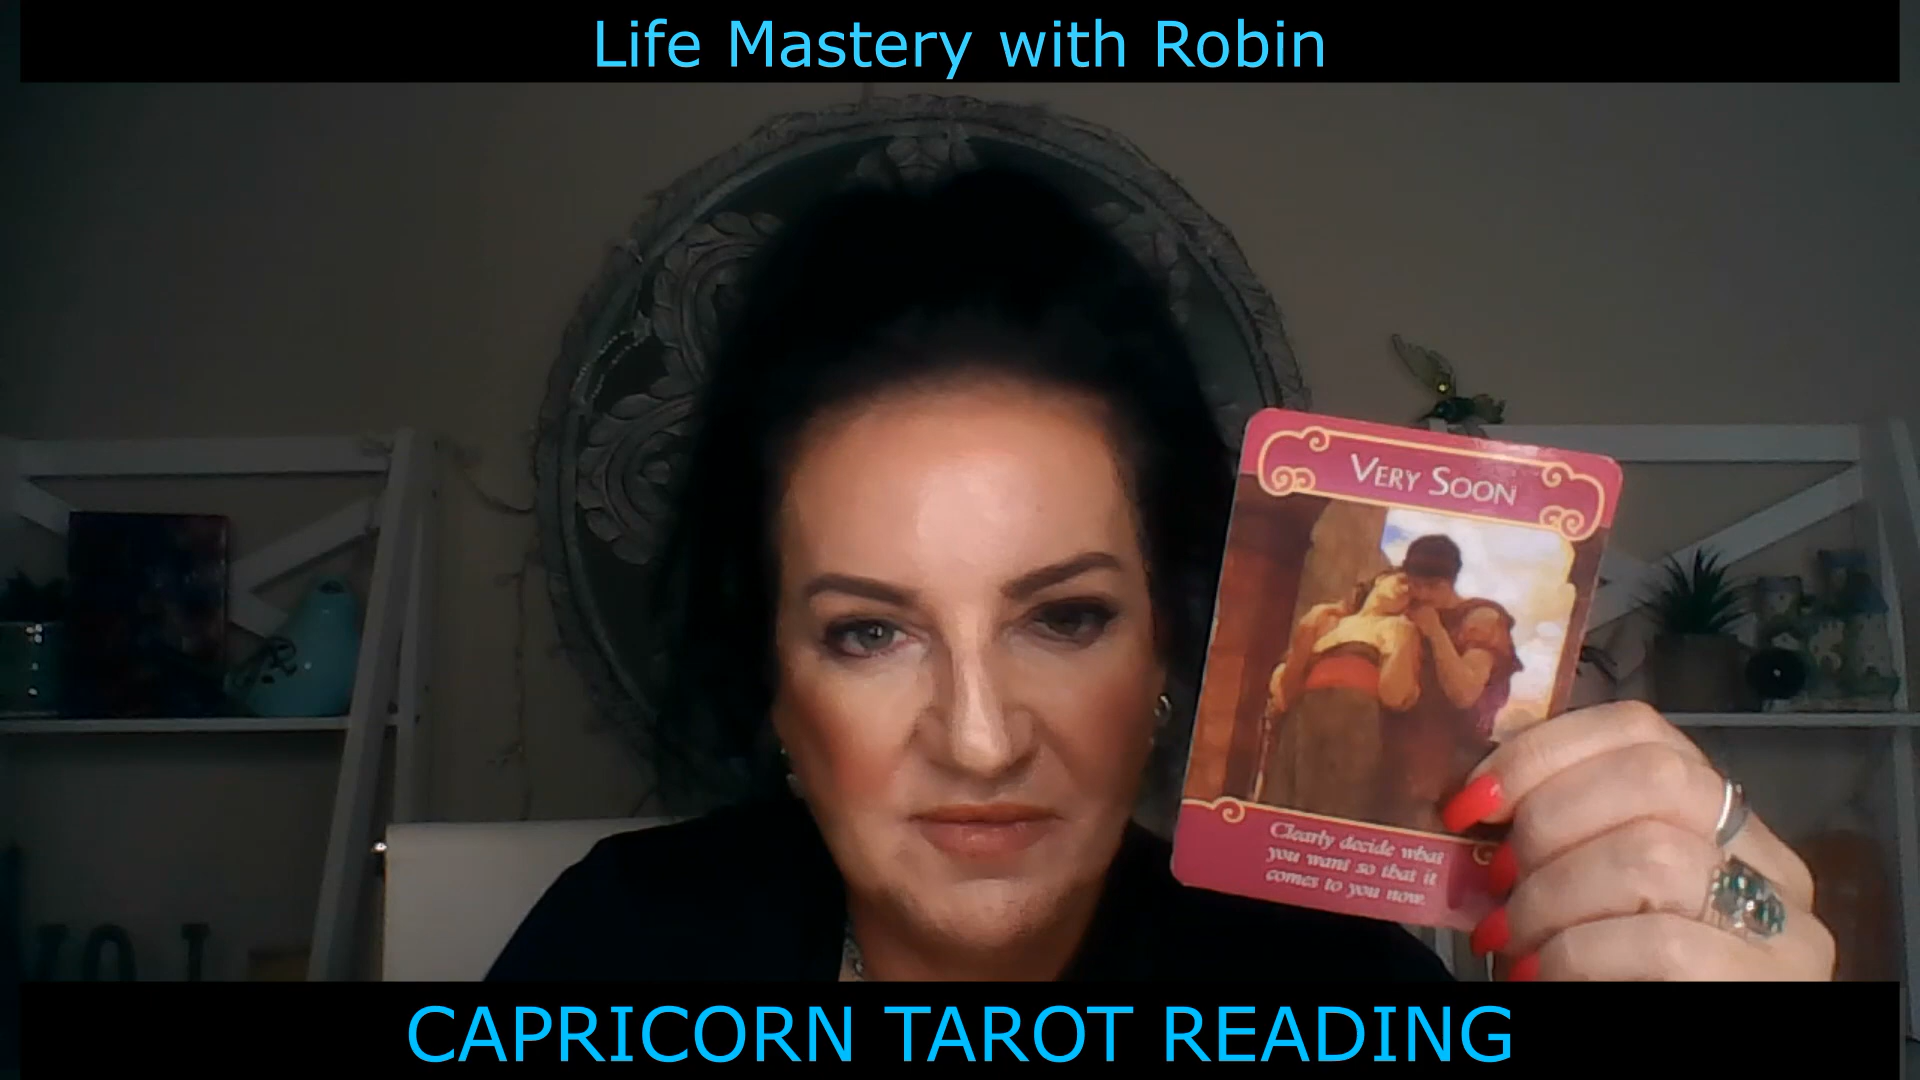 Life Mastery with Robin
VERY SOON
Clearly decide what
you want so that it
comes to you now.
CAPRICORN TAROT READING